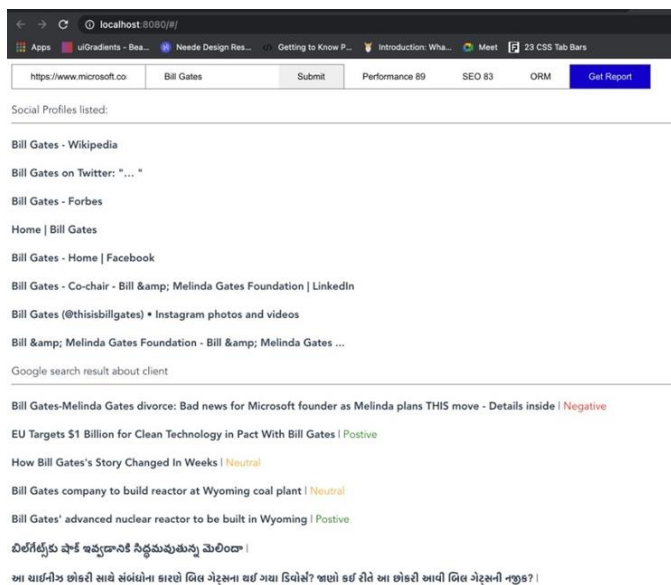 localhost:8080/#/
Apps uiGradients - Bea... Neede Design Res... Getting to Know P... Introduction: Wha... Meet 23 CSS Tab Bars
https://www.microsoft.co Bill Gates Submit Performance 89 SEO 83 ORM Get Report
Social Profiles listed:
Bill Gates - Wikipedia
Bill Gates on Twitter: "... "
Bill Gates - Forbes
Home | Bill Gates
Bill Gates - Home | Facebook
Bill Gates - Co-chair - Bill &amp; Melinda Gates Foundation | LinkedIn
Bill Gates (@thisisbillgates) • Instagram photos and videos
Bill &amp; Melinda Gates Foundation - Bill &amp; Melinda Gates ...
Google search result about client
Bill Gates-Melinda Gates divorce: Bad news for Microsoft founder as Melinda plans THIS move - Details inside | Negative
EU Targets $1 Billion for Clean Technology in Pact With Bill Gates | Postive
How Bill Gates's Story Changed In Weeks | Neutral
Bill Gates company to build reactor at Wyoming coal plant | Neutral
Bill Gates' advanced nuclear reactor to be built in Wyoming | Postive
బిల్‌గేట్స్‌కు షాక్ ఇవ్వడానికి సిద్ధమవుతున్న మెలిందా |
આ ચાઈનીઝ છોકરી સાથે સંબંધોના કારણે બિલ ગેટ્સના થઈ ગયા ડિવોર્સ? જાણો કઈ રીતે આ છોકરી આવી બિલ ગેટ્સની નજીક? |